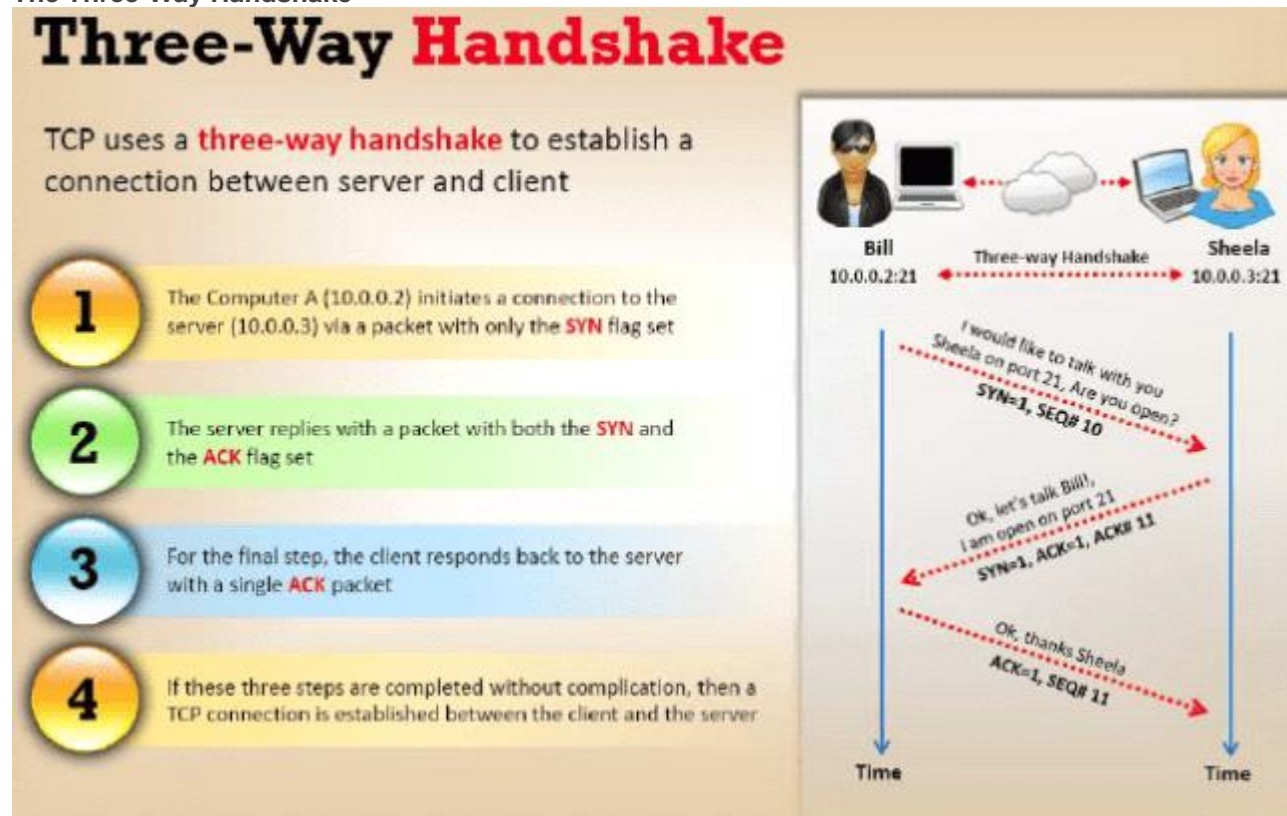 The Three-Way Handshake
Three-Way Handshake
TCP uses a three-way handshake to establish a
connection between server and client
1
The Computer A (10.0.0.2) initiates a connection to the
server (10.0.0.3) via a packet with only the SYN flag set
2
The server replies with a packet with both the SYN and
the ACK flag set
3
For the final step, the client responds back to the server
with a single ACK packet
4
If these three steps are completed without complication, then a
TCP connection is established between the client and the server
Bill
10.0.0.2:21
Three-way Handshake
Sheela
10.0.0.3:21
I would like to talk with you
Sheela on port 21, Are you open?
SYN=1, SEQ# 10
Ok, let's talk Bill!,
I am open on port 21
SYN=1, ACK=1, ACK# 11
Ok, thanks Sheela
ACK=1, SEQ# 11
Time
Time